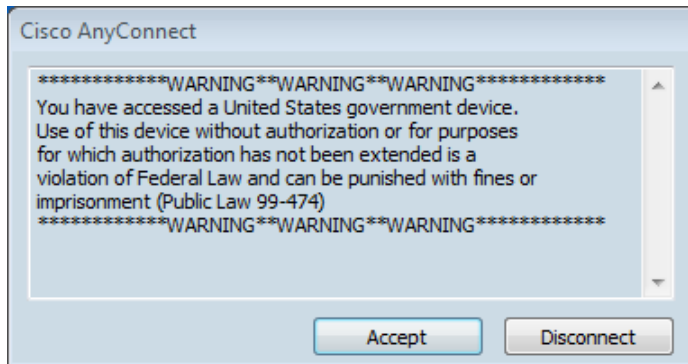 Cisco AnyConnect
************WARNING**WARNING**WARNING************
You have accessed a United States government device.
Use of this device without authorization or for purposes
for which authorization has not been extended is a
violation of Federal Law and can be punished with fines or
imprisonment (Public Law 99-474)
************WARNING**WARNING**WARNING************
Accept
Disconnect